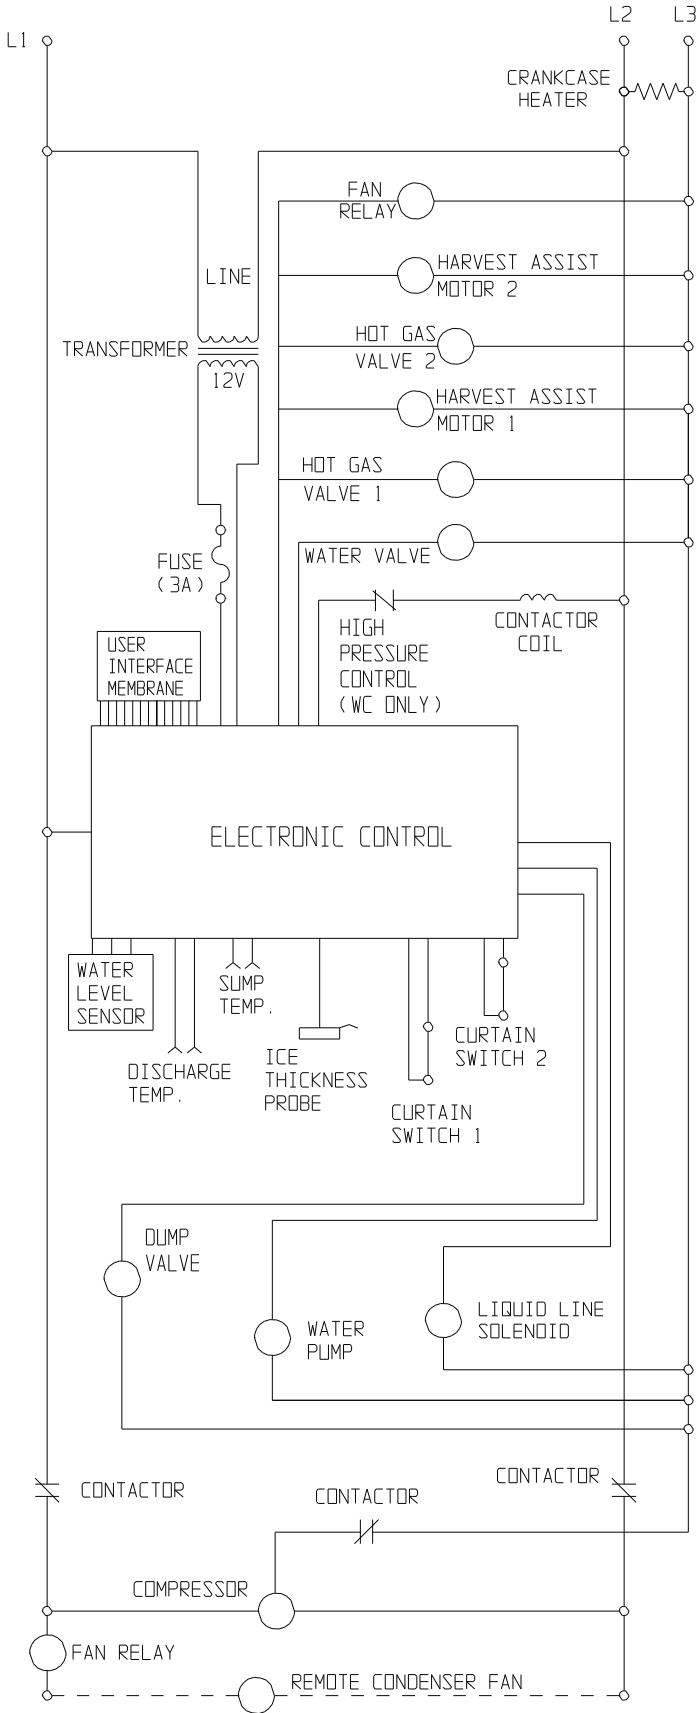 L1
L2
L3
CRANKCASE
HEATER
FAN
RELAY
LINE
HARVEST ASSIST
MOTOR 2
TRANSFORMER
12V
HOT GAS
VALVE 2
HARVEST ASSIST
MOTOR 1
HOT GAS
VALVE 1
FUSE
(3A)
WATER VALVE
CONTACTOR
COIL
HIGH
PRESSURE
CONTROL
(WC ONLY)
USER
INTERFACE
MEMBRANE
ELECTRONIC CONTROL
WATER
LEVEL
SENSOR
SUMP
TEMP.
DISCHARGE
TEMP.
ICE
THICKNESS
PROBE
CURTAIN
SWITCH 2
CURTAIN
SWITCH 1
DUMP
VALVE
WATER
PUMP
LIQUID LINE
SOLENOID
CONTACTOR
CONTACTOR
CONTACTOR
COMPRESSOR
FAN RELAY
REMOTE CONDENSER FAN